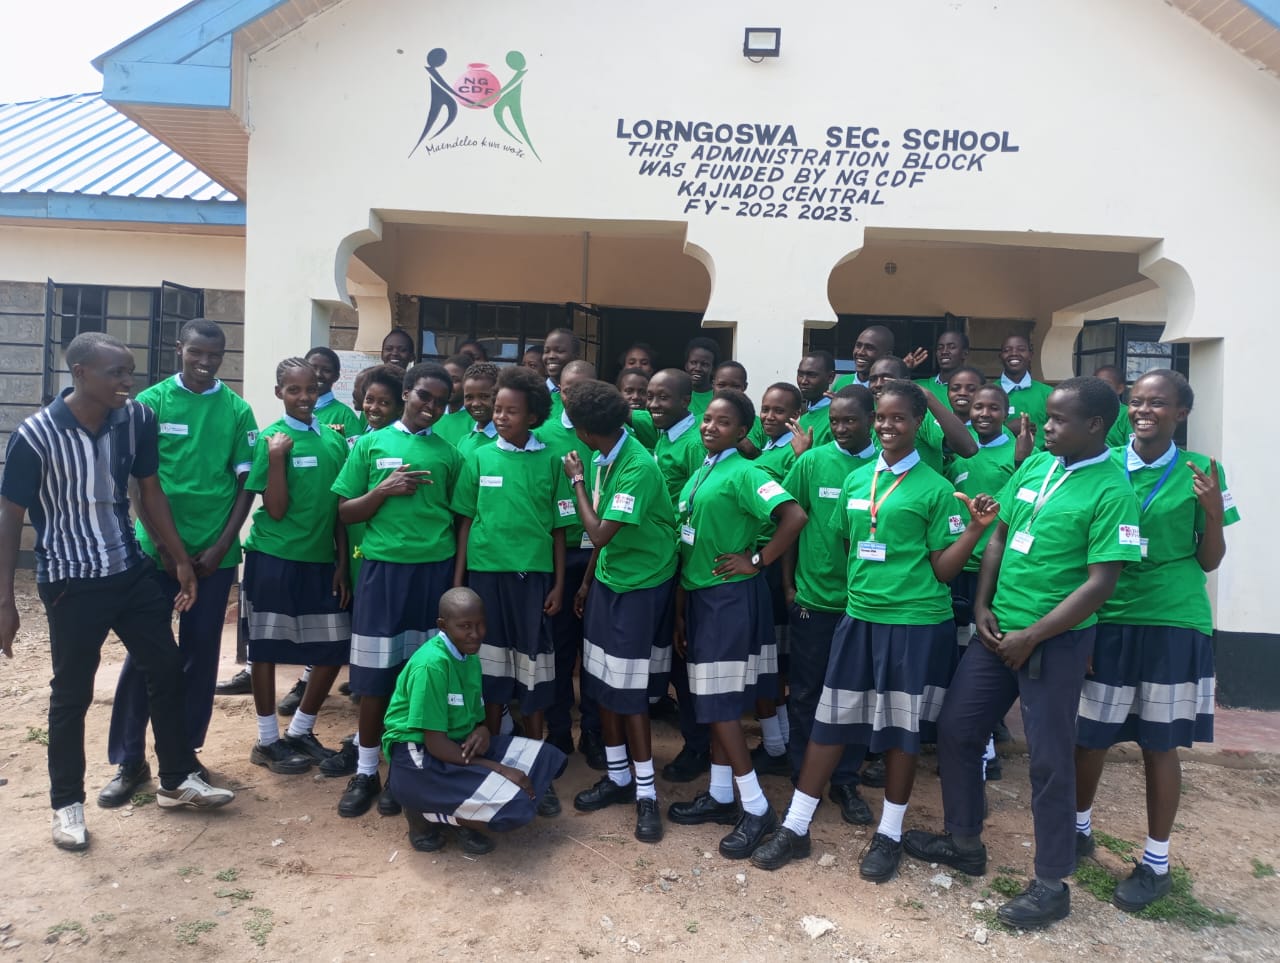 NG
CDF
Maendeleo kwa wote
LORNGOSWA SEC. SCHOOL
THIS ADMINISTRATION BLOCK
WAS FUNDED BY NG CDF
KAJIADO CENTRAL
FY - 2022 2023.